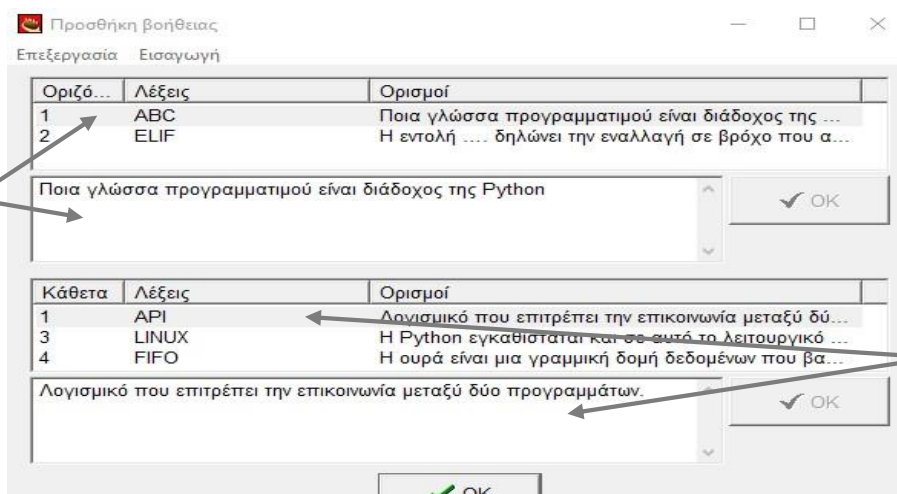 Προσθήκη βοήθειας
Επεξεργασία Εισαγωγή
Οριζό... Λέξεις Ορισμοί
1 ABC Ποια γλώσσα προγραμματιμού είναι διάδοχος της ...
2 ELIF Η εντολή .... δηλώνει την εναλλαγή σε βρόχο που α...
Ποια γλώσσα προγραμματιμού είναι διάδοχος της Python
OK
Κάθετα Λέξεις Ορισμοί
1 API Λογισμικό που επιτρέπει την επικοινωνία μεταξύ δύ...
3 LINUX Η Python εγκαθίσταται και σε αυτό το λειτουργικό ...
4 FIFO Η ουρά είναι μια γραμμική δομή δεδομένων που βα...
Λογισμικό που επιτρέπει την επικοινωνία μεταξύ δύο προγραμμάτων.
OK
OK